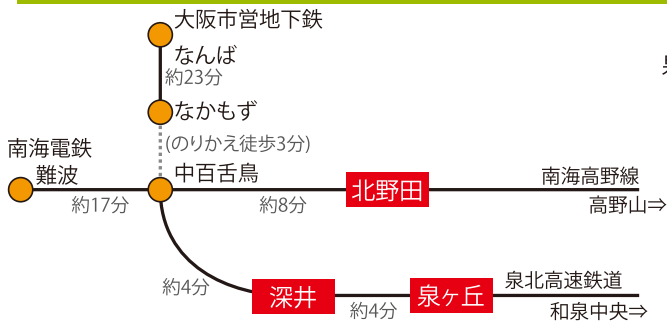 大阪市営地下鉄
なんば
約23分
なかもず
(のりかえ徒歩3分)
南海電鉄
難波
約17分
中百舌鳥
約8分
北野田
南海高野線
高野山⇒
約4分
深井
約4分
泉ヶ丘
泉北高速鉄道
和泉中央⇒